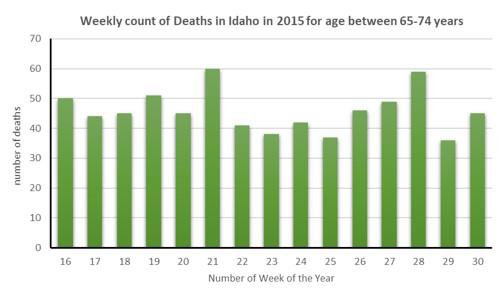 Weekly count of Deaths in Idaho in 2015 for age between 65-74 years
70
60
50
40
30
20
10
0
number of deaths
16 17 18 19 20 21 22 23 24 25 26 27 28 29 30
Number of Week of the Year